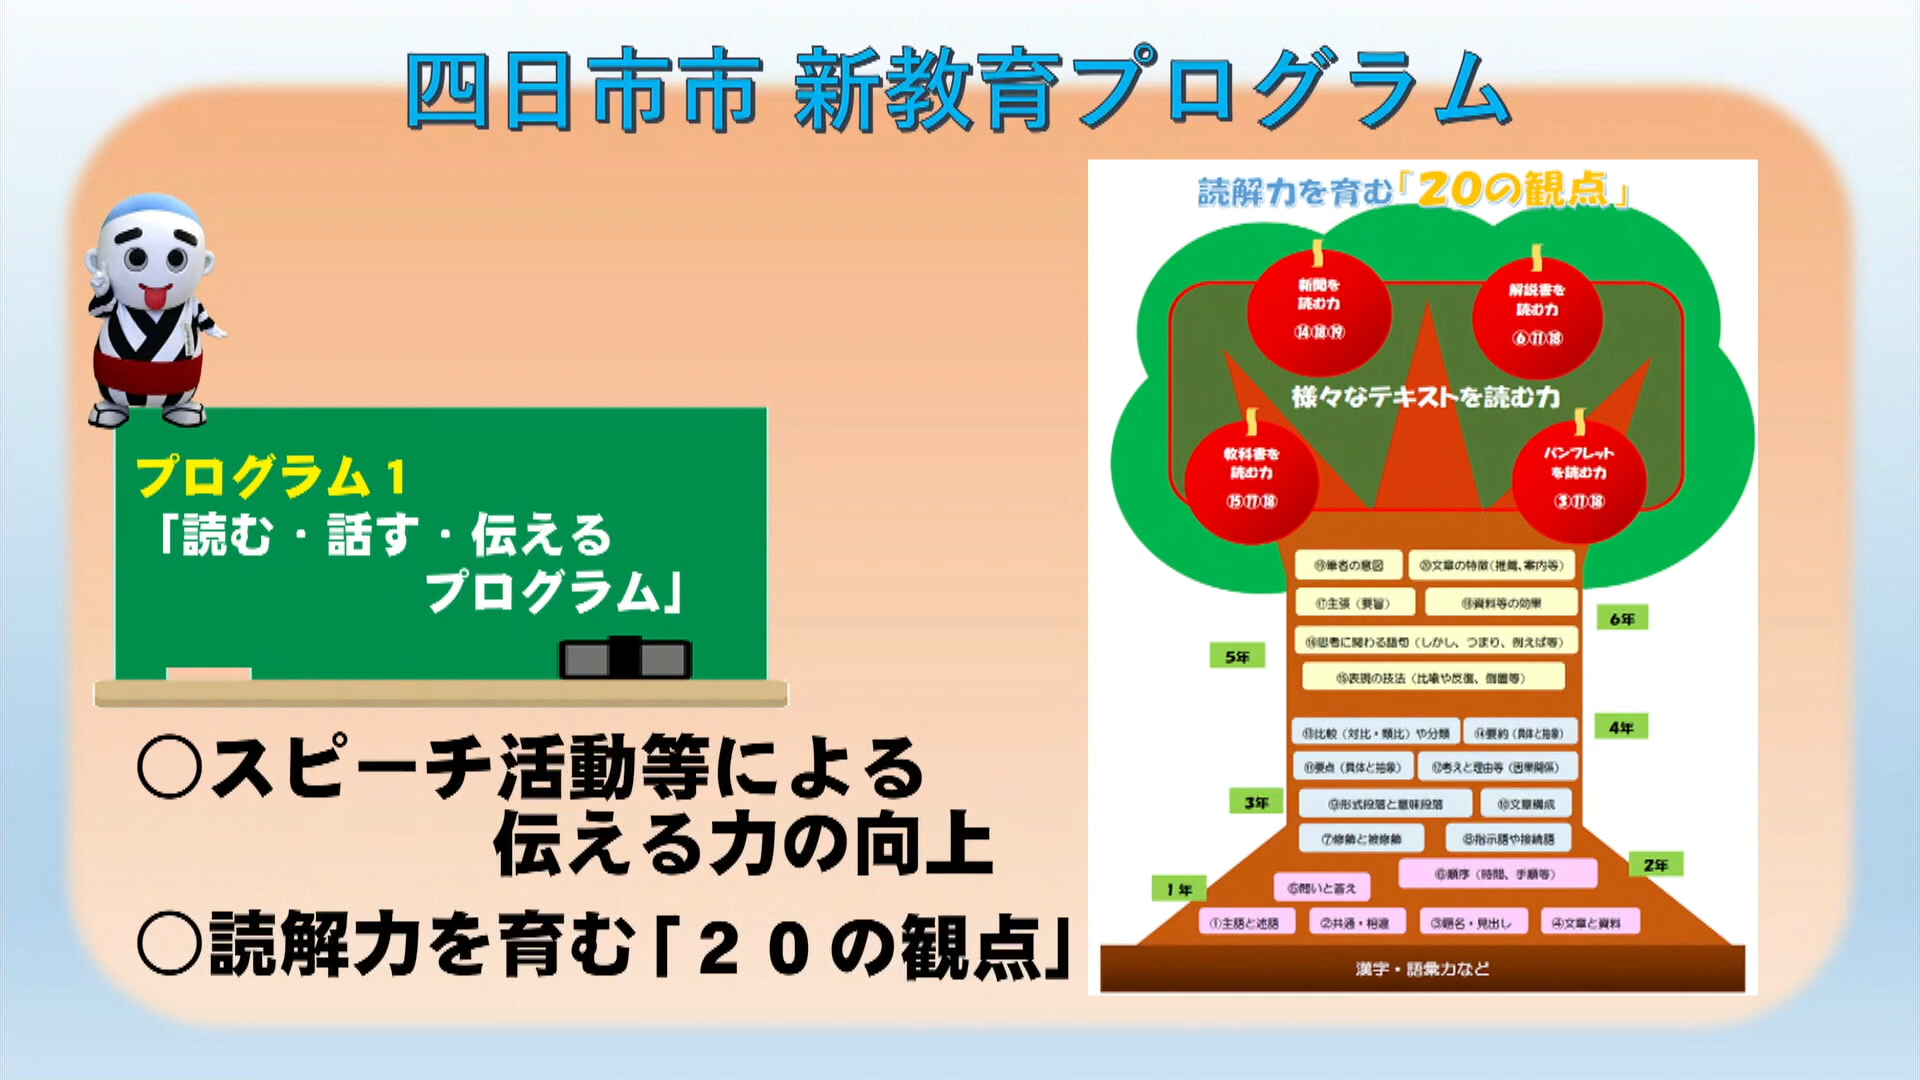 四日市市 新教育プログラム
プログラム１
「読む・話す・伝える
プログラム」
○スピーチ活動等による
伝える力の向上
○読解力を育む「２０の観点」
読解力を育む「20の観点」
新聞を
読む力
⑭⑱⑲
解説書を
読む力
⑥⑪⑱
様々なテキストを読む力
教科書を
読む力
⑮⑰⑱
パンフレット
を読む力
③⑪⑱
⑲筆者の意図
⑳文章の特徴(推薦、案内等)
⑰主張（要旨）
⑱資料等の効果
6年
⑯思考に関わる語句（しかし、つまり、例えば等）
5年
⑮表現の技法（比喩や反復、倒置等）
⑬比較（対比・類比）や分類
⑭要約（具体と抽象）
4年
⑪要点（具体と抽象）
⑫考えと理由等（因果関係）
3年
⑨形式段落と意味段落
⑩文章構成
⑦修飾と被修飾
⑧指示語や接続語
2年
⑥順序（時間、手順等）
1年
⑤問いと答え
①主語と述語
②共通・相違
③題名・見出し
④文章と資料
漢字・語彙力など